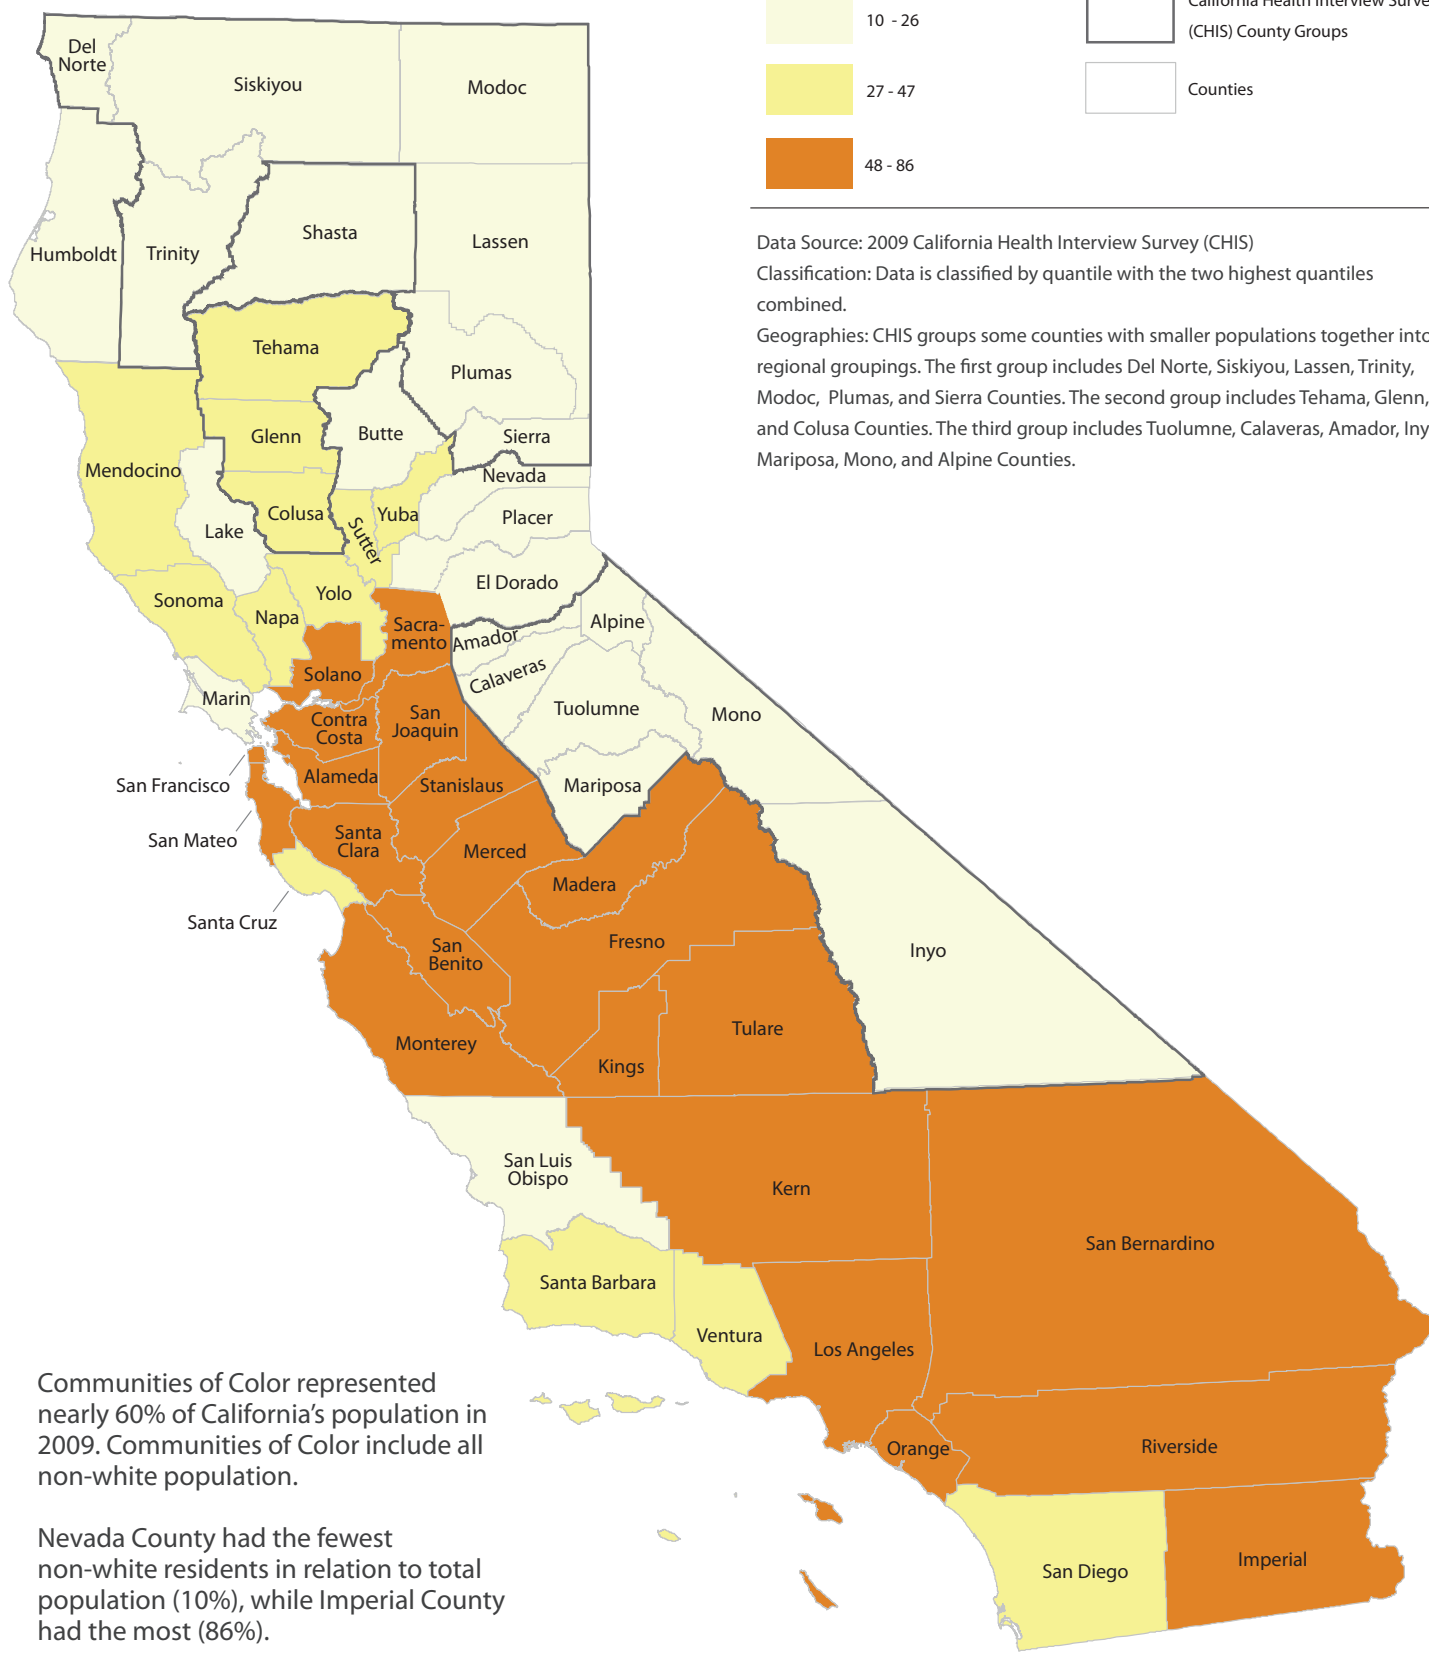 California Health Interview Surve
10 - 26
(CHIS) County Groups
27 - 47
Counties
48 - 86
Data Source: 2009 California Health Interview Survey (CHIS)
Classification: Data is classified by quantile with the two highest quantiles
combined.
Geographies: CHIS groups some counties with smaller populations together into
regional groupings. The first group includes Del Norte, Siskiyou, Lassen, Trinity,
Modoc, Plumas, and Sierra Counties. The second group includes Tehama, Glenn,
and Colusa Counties. The third group includes Tuolumne, Calaveras, Amador, Iny
Mariposa, Mono, and Alpine Counties.
Del
Norte
Siskiyou
Modoc
Shasta
Lassen
Humboldt
Trinity
Tehama
Plumas
Butte
Glenn
Sierra
Mendocino
Nevada
Colusa
Sutter
Yuba
Placer
Lake
El Dorado
Yolo
Sonoma
Napa
Alpine
Sacra-
mento
Amador
Calaveras
Solano
Marin
Tuolumne
Mono
San
Joaquin
Contra
Costa
Alameda
San Francisco
Stanislaus
Mariposa
San Mateo
Santa
Clara
Merced
Madera
Santa Cruz
Fresno
San
Benito
Inyo
Tulare
Monterey
Kings
San Luis
Obispo
Kern
San Bernardino
Santa Barbara
Ventura
Los Angeles
Orange
Riverside
San Diego
Imperial
Communities of Color represented
nearly 60% of California's population in
2009. Communities of Color include all
non-white population.
Nevada County had the fewest
non-white residents in relation to total
population (10%), while Imperial County
had the most (86%).